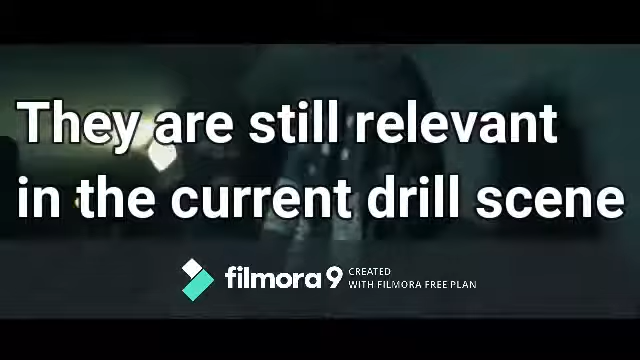 They are still relevant
in the current drill scene
filmora 9
CREATED
WITH FILMORA FREE PLAN